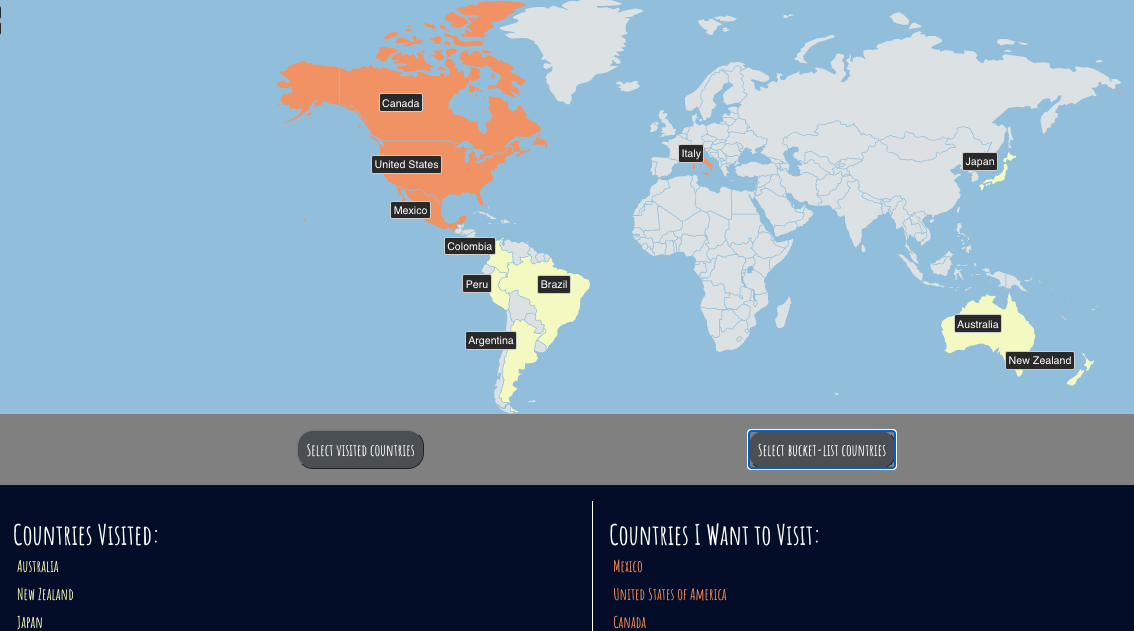 Canada
United States
Italy
Japan
Mexico
Colombia
Peru
Brazil
Argentina
Australia
New Zealand
Select visited countries
Select bucket-list countries
Countries Visited:
Australia
New Zealand
Japan
Countries I Want to Visit:
Mexico
United States of America
Canada